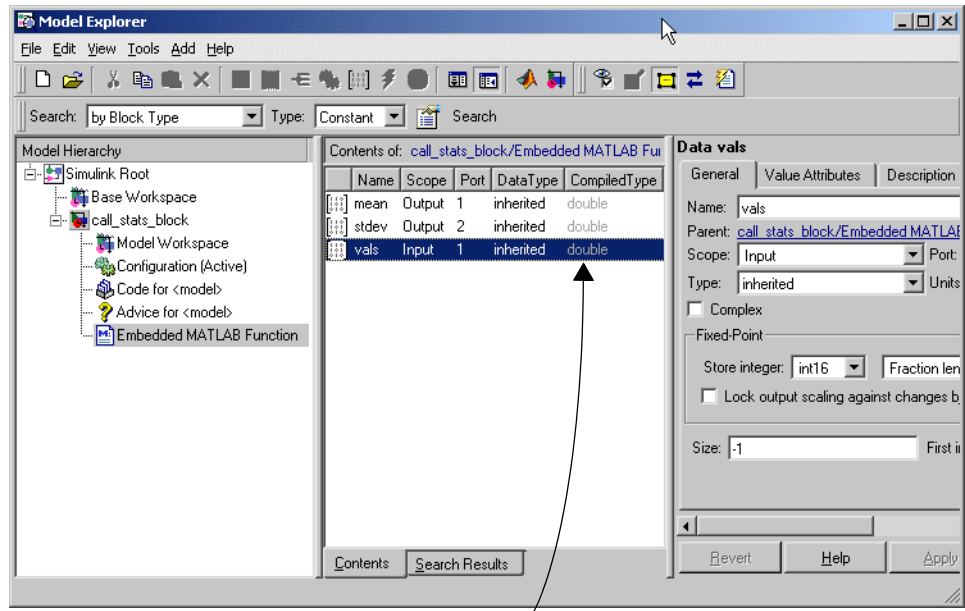 Model Explorer
File Edit View Tools Add Help
Search: by Block Type Type: Constant Search
Model Hierarchy
Simulink Root
Base Workspace
call_stats_block
Model Workspace
Configuration (Active)
Code for <model>
Advice for <model>
Embedded MATLAB Function
Contents of: call_stats_block/Embedded MATLAB Fu
Name Scope Port DataType CompiledType
mean Output 1 inherited double
stdev Output 2 inherited double
vals Input 1 inherited double
Contents Search Results
Data vals
General Value Attributes Description
Name: vals
Parent: call_stats_block/Embedded MATLA
Scope: Input Port:
Type: inherited Units
Complex
Fixed-Point
Store integer: int16 Fraction len
Lock output scaling against changes b
Size: -1 First i
Revert Help Apply